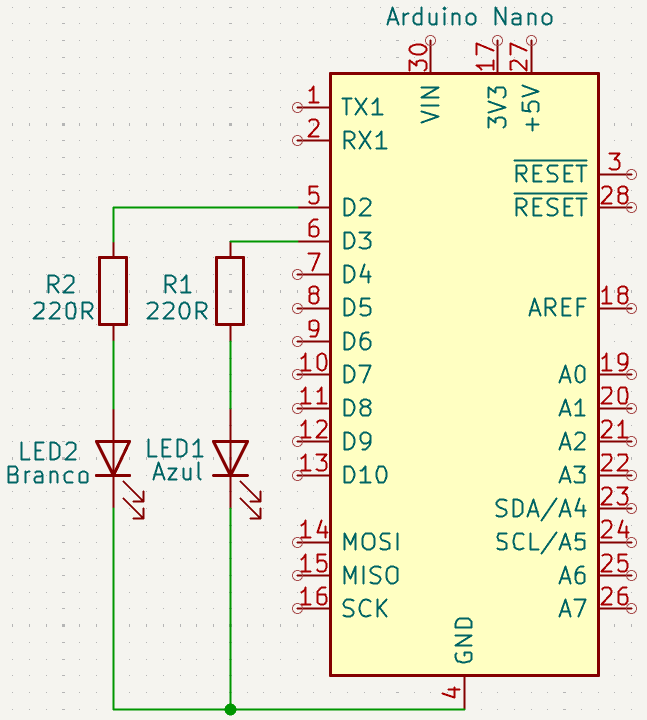 Arduino Nano
30
17
27
VIN
3V3
+5V
1
TX1
2
RX1
3
RESET
28
RESET
5
D2
6
D3
7
D4
8
D5
18
AREF
9
D6
10
D7
19
A0
11
D8
20
A1
12
D9
21
A2
13
D10
22
A3
23
SDA/A4
14
MOSI
24
SCL/A5
15
MISO
25
A6
16
SCK
26
A7
GND
4
R2
220R
R1
220R
LED2
Branco
LED1
Azul